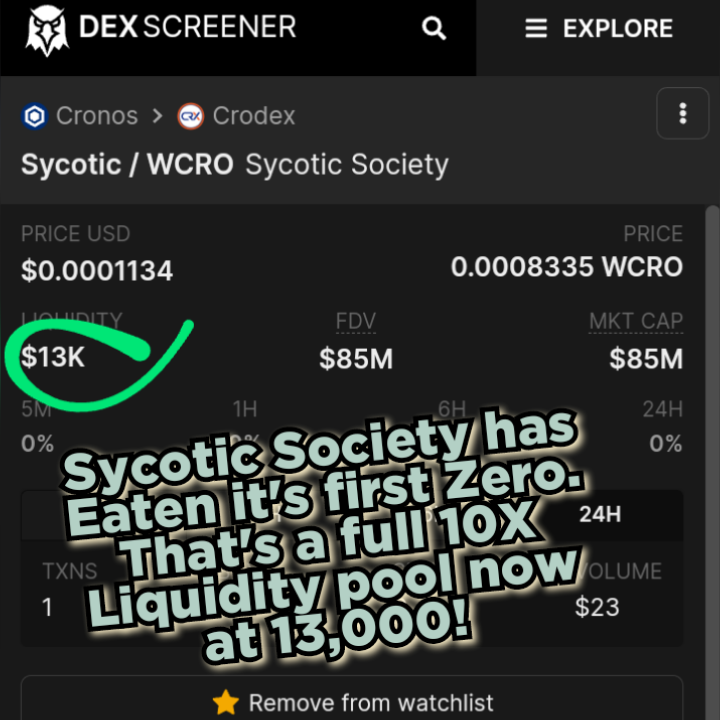 DEXSCREENER
EXPLORE
Cronos > CRX Crodex
Sycotic / WCRO Sycotic Society
PRICE USD PRICE
$0.0001134 0.0008335 WCRO
LIQUIDITY FDV MKT CAP
$13K $85M $85M
5M 1H 6H 24H
0% 0%
Sycotic Society has
Eaten it's first Zero.
That's a full 10X
Liquidity pool now
at 13,000!
24H
TXNS VOLUME
1 $23
Remove from watchlist